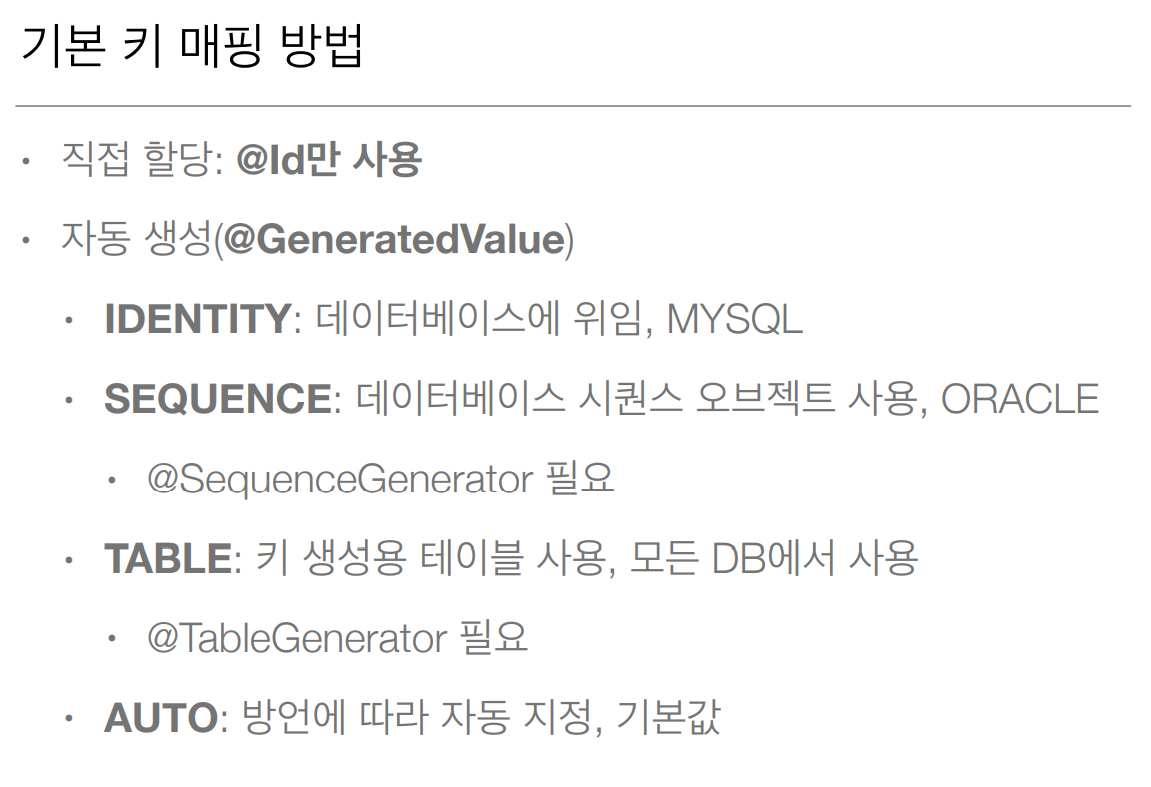 기본 키 매핑 방법
• 직접 할당: @Id만 사용
• 자동 생성(@GeneratedValue)
• IDENTITY: 데이터베이스에 위임, MYSQL
• SEQUENCE: 데이터베이스 시퀀스 오브젝트 사용, ORACLE
• @SequenceGenerator 필요
• TABLE: 키 생성용 테이블 사용, 모든 DB에서 사용
• @TableGenerator 필요
• AUTO: 방언에 따라 자동 지정, 기본값